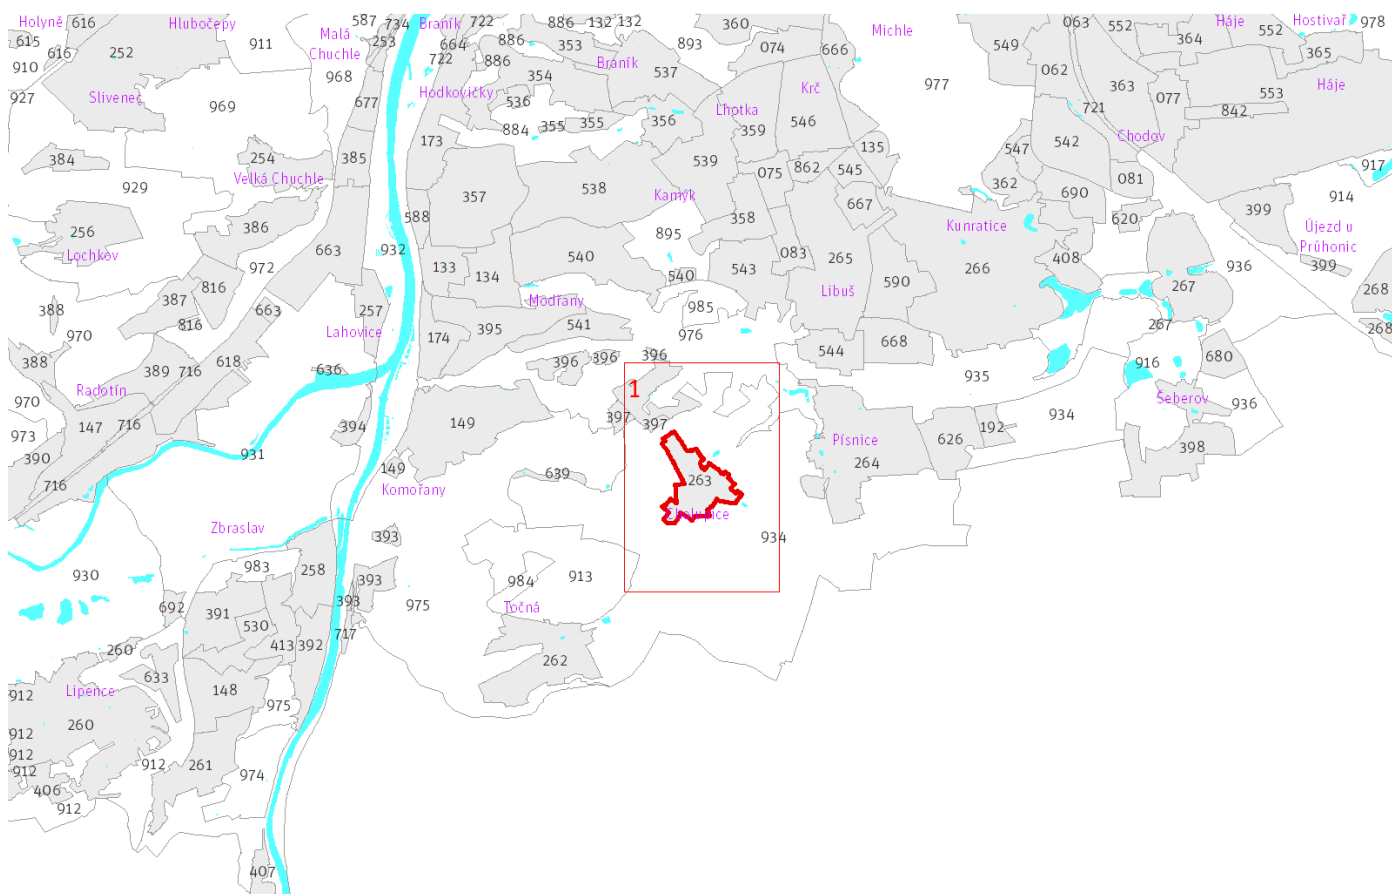 Holyně 616 Hlubočepy 587 734 Braník 722 886 132 132 360 063 552 Háje Hostivař 978
615 616 252 911 Malá Chuchle 253 664 886 353 893 074 666 Michle 549 364 552 365
910 968 722 886 354 Braník 537 062 363
927 Slivenec 969 677 Hodkovičky 536 Lhotka Krč 977 721 077 553 Háje
884 355 355 356 359 546 842
173 135 547 542 Chodov
384 254 385 539 075 862 545 917
929 Velká Chuchle 538 Kamýk 362 690 081 914
357 667
256 386 588 358 620 399 Újezd u
Lochkov 663 932 895 Kunratice Průhonic
972 133 134 540 543 083 265 266 408 936 399
387 816 540 Libuš 590 267 268
388 816 663 257 Modřany 985
970 Lahovice 174 395 541 976 267 268
388 389 716 618 396 396 396 544 668 916 680
Radotín 636 935
970 1 Šeberov 936
147 716 394 149 397 397 934
973 192
390 931 Písnice 626 398
716 149 639 263 264
Komořany
Zbraslav 934
393
930 983 258 393 984 913
692 391 393 975 Točná
530 717
260 413 392 262
633
912 Lipence 148
975
260
912 912 261
912 974
912
406
912
407